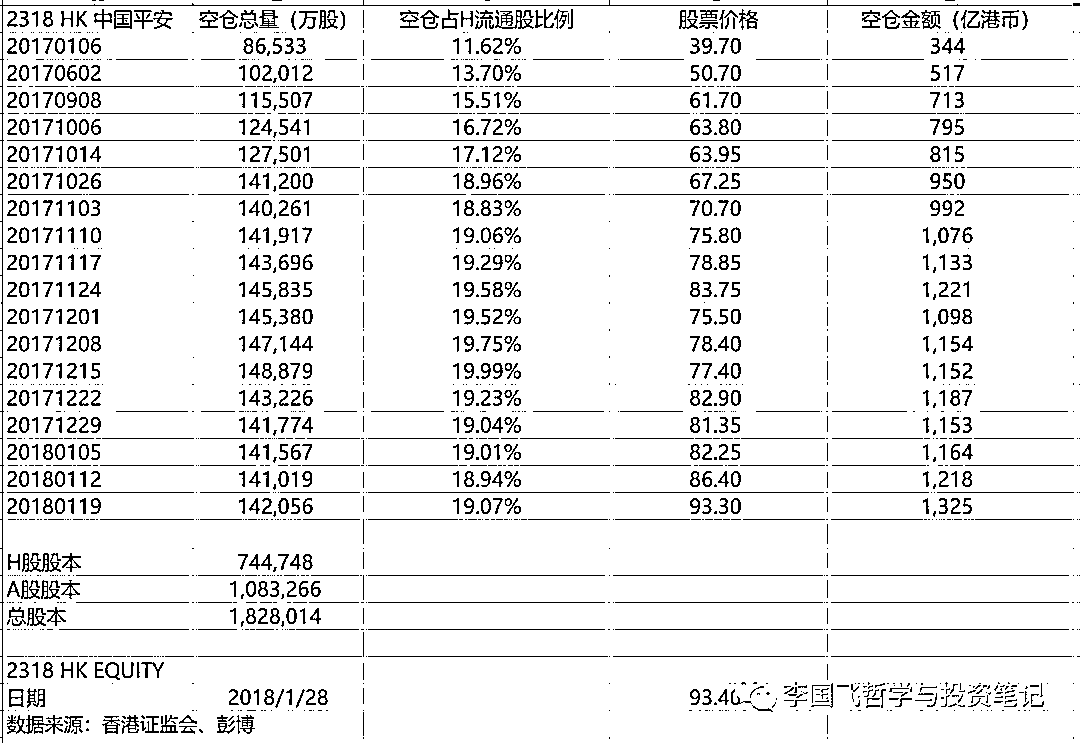 2318 HK 中国平安 空仓总量（万股） 空仓占H流通股比例 股票价格 空仓金额（亿港币）
20170106 86,533 11.62% 39.70 344
20170602 102,012 13.70% 50.70 517
20170908 115,507 15.51% 61.70 713
20171006 124,541 16.72% 63.80 795
20171014 127,501 17.12% 63.95 815
20171026 141,200 18.96% 67.25 950
20171103 140,261 18.83% 70.70 992
20171110 141,917 19.06% 75.80 1,076
20171117 143,696 19.29% 78.85 1,133
20171124 145,835 19.58% 83.75 1,221
20171201 145,380 19.52% 75.50 1,098
20171208 147,144 19.75% 78.40 1,154
20171215 148,879 19.99% 77.40 1,152
20171222 143,226 19.23% 82.90 1,187
20171229 141,774 19.04% 81.35 1,153
20180105 141,567 19.01% 82.25 1,164
20180112 141,019 18.94% 86.40 1,218
20180119 142,056 19.07% 93.30 1,325
H股股本 744,748
A股股本 1,083,266
总股本 1,828,014
2318 HK EQUITY
日期 2018/1/28 93.40 李国飞哲学与投资笔记
数据来源：香港证监会、彭博